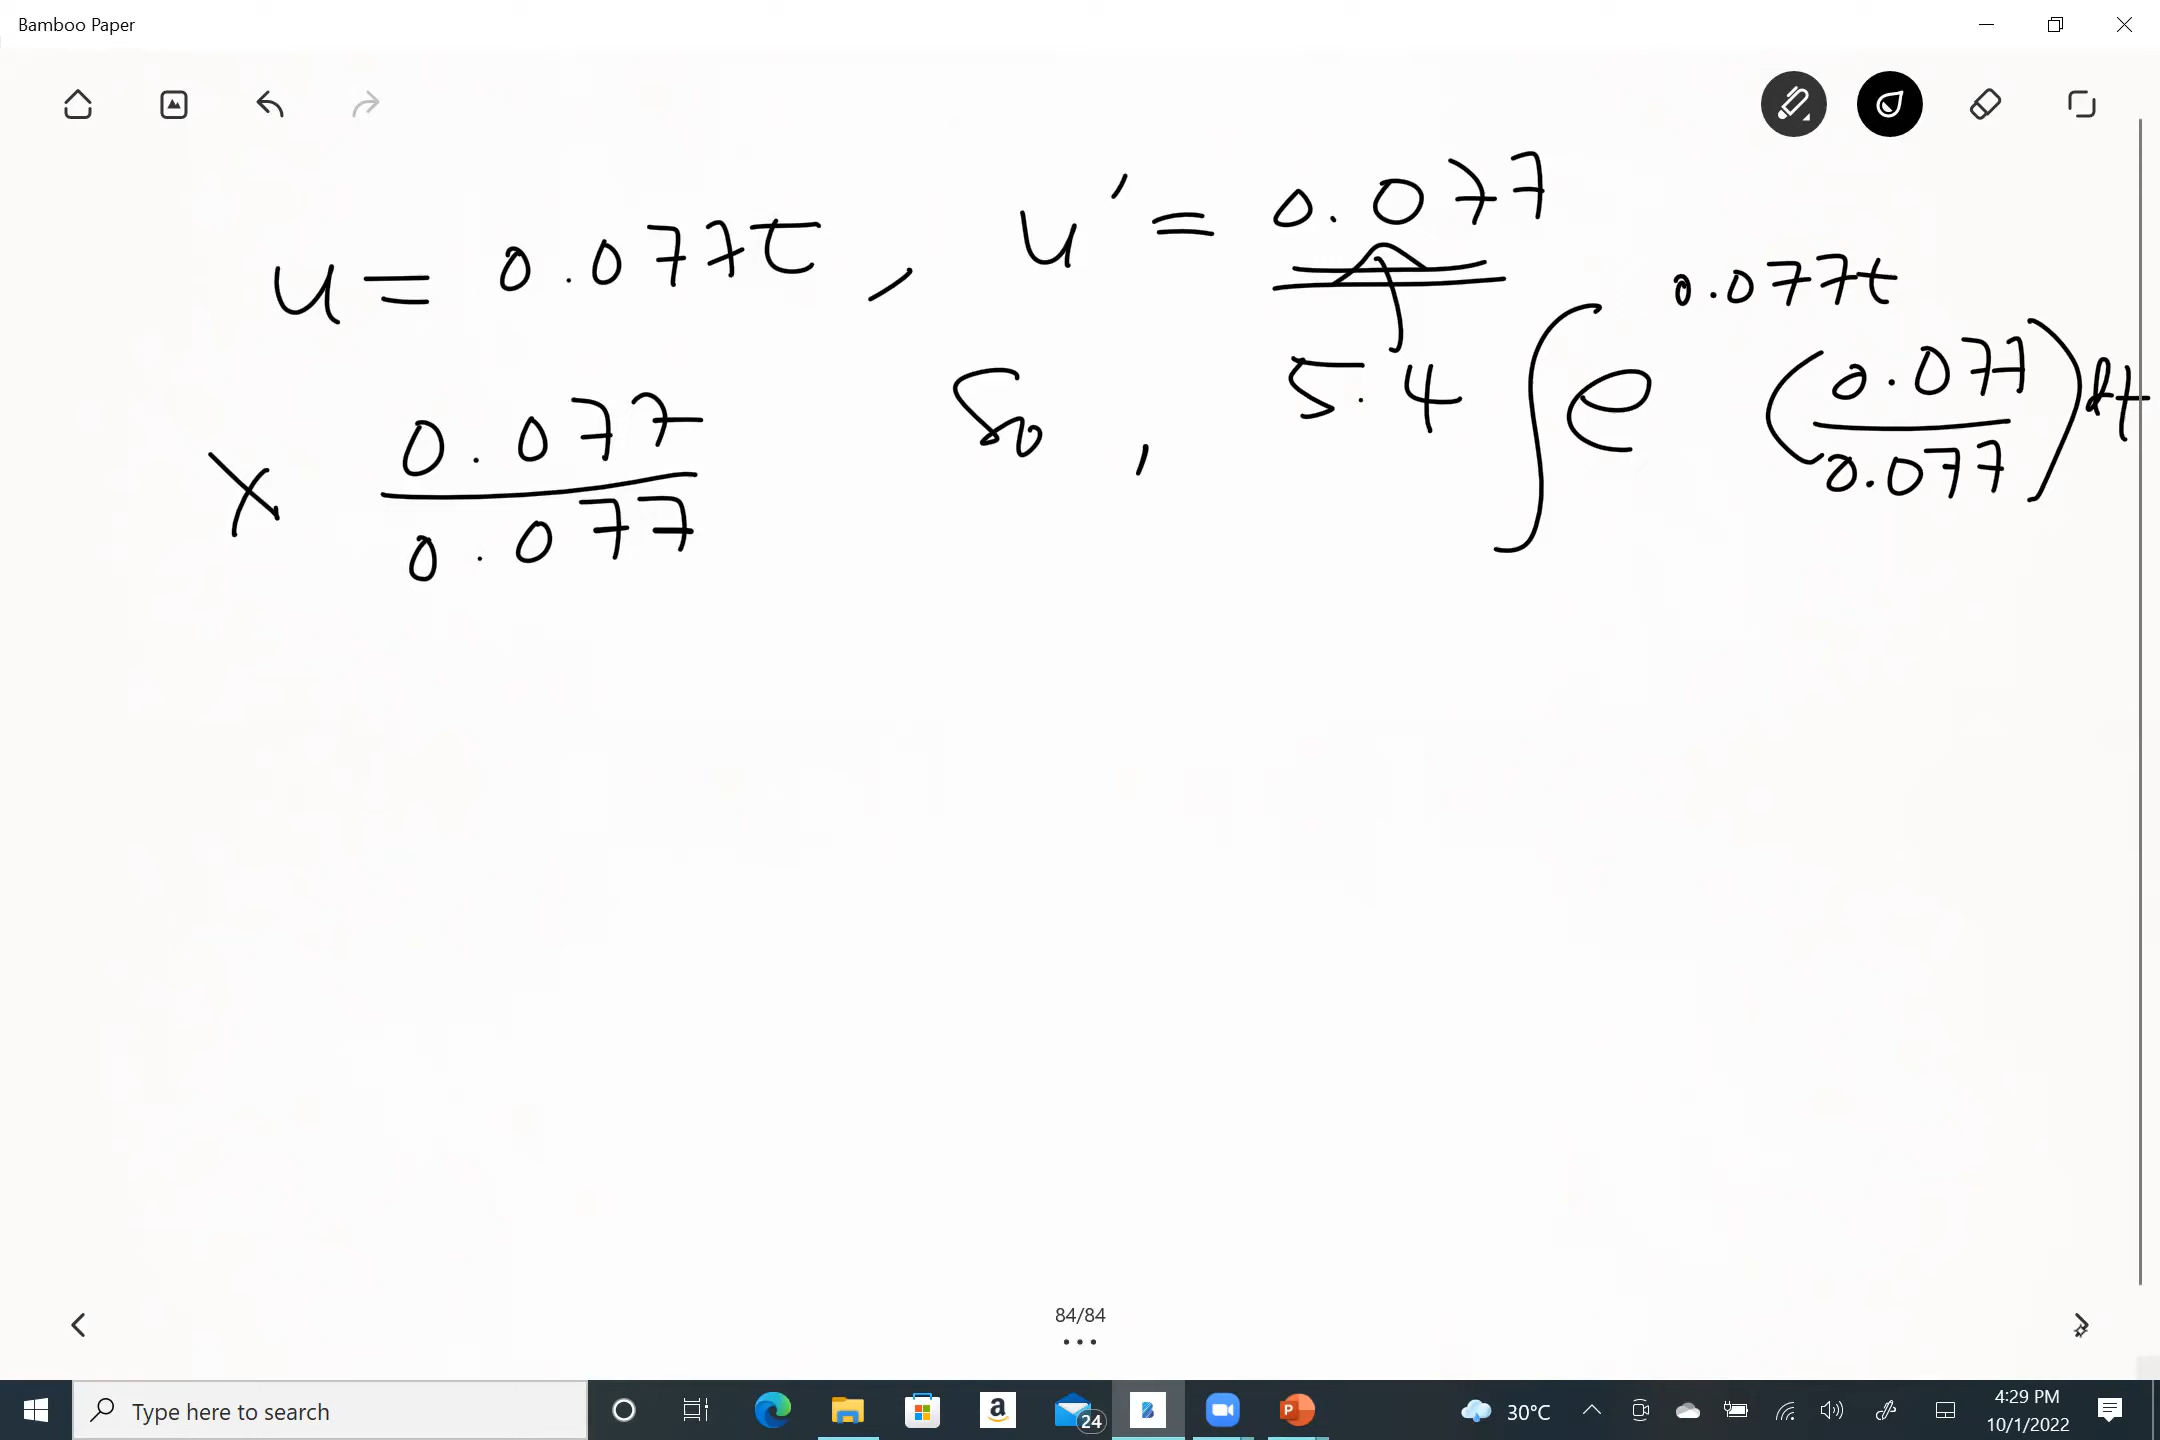 Bamboo Paper
u = 0.077t , u' = 0.077
× 0.077/0.077 So, 5.4 ∫ e^0.077t (0.077/0.077) dt
84/84
Type here to search
24
30°C
4:29 PM
10/1/2022